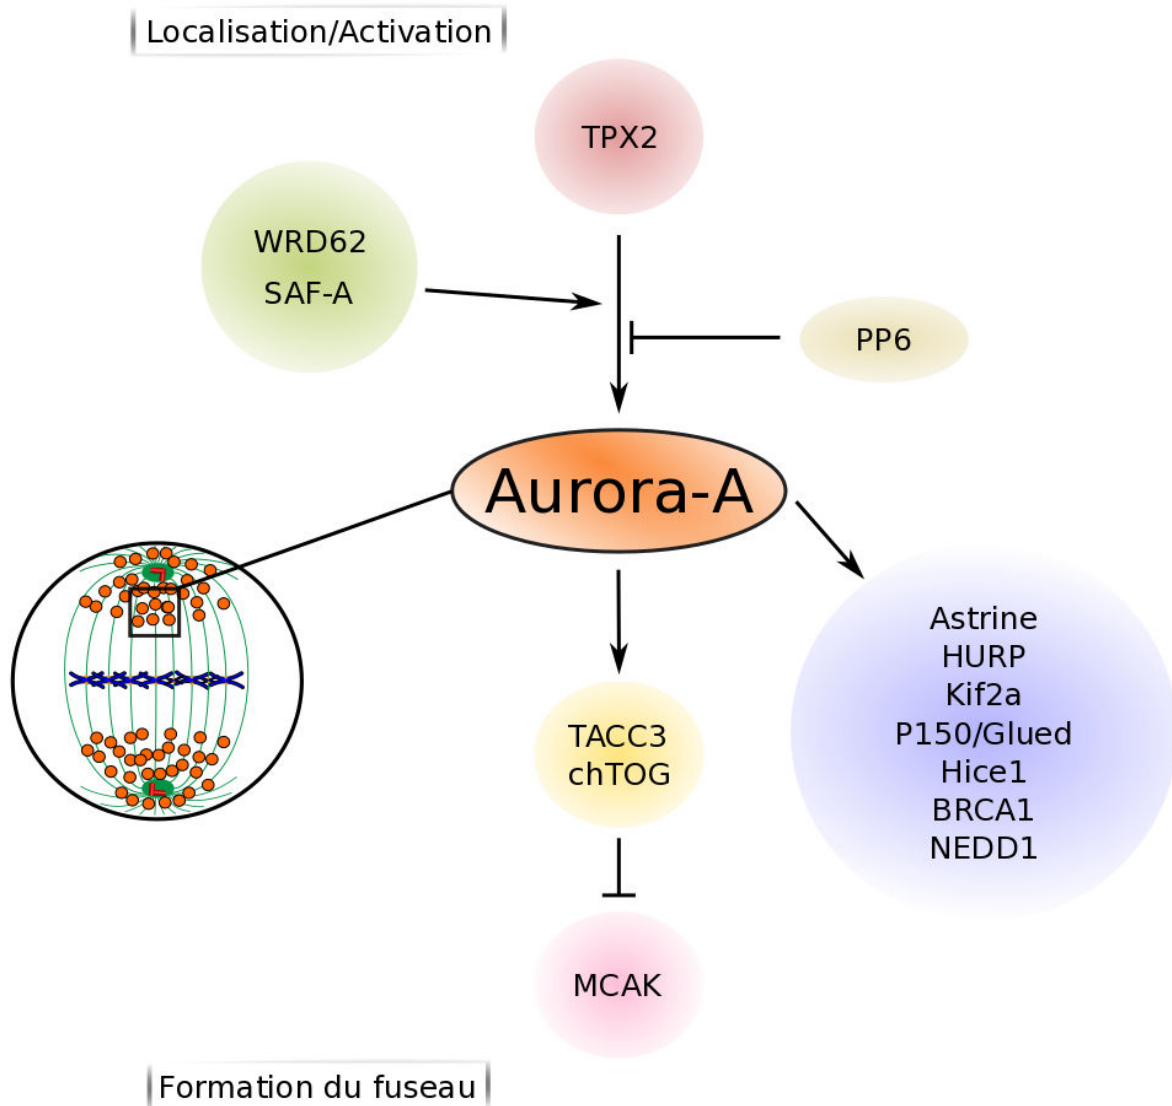 Localisation/Activation
TPX2
WRD62
SAF-A
PP6
Aurora-A
Astrine
HURP
Kif2a
P150/Glued
Hice1
BRCA1
NEDD1
TACC3
chTOG
MCAK
Formation du fuseau